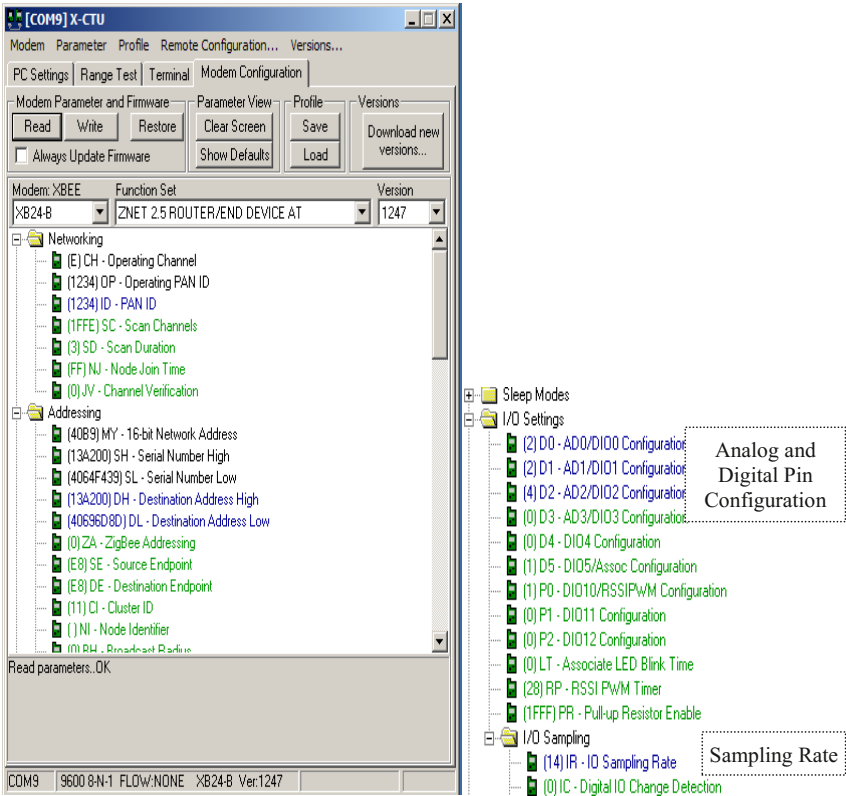 [COM9] X-CTU
Modem Parameter Profile Remote Configuration... Versions...
PC Settings Range Test Terminal Modem Configuration
Modem Parameter and Firmware Parameter View Profile Versions
Read Write Restore Clear Screen Save Download new versions...
Always Update Firmware Show Defaults Load
Modem: XBEE Function Set Version
XB24-B ZNET 2.5 ROUTER/END DEVICE AT 1247
Networking
(E) CH - Operating Channel
(1234) OP - Operating PAN ID
(1234) ID - PAN ID
(1FFE) SC - Scan Channels
(3) SD - Scan Duration
(FF) NJ - Node Join Time
(0) JV - Channel Verification
Addressing
(40B9) MY - 16-bit Network Address
(13A200) SH - Serial Number High
(4064F439) SL - Serial Number Low
(13A200) DH - Destination Address High
(40696D8D) DL - Destination Address Low
(0) ZA - ZigBee Addressing
(E8) SE - Source Endpoint
(E8) DE - Destination Endpoint
(11) CI - Cluster ID
( ) NI - Node Identifier
(0) BH - Broadcast Radius
Read parameters..OK
COM9 9600 8-N-1 FLOW:NONE XB24-B Ver:1247
Sleep Modes
I/O Settings
(2) D0 - AD0/DIO0 Configuration
(2) D1 - AD1/DIO1 Configuration
(4) D2 - AD2/DIO2 Configuration
(0) D3 - AD3/DIO3 Configuration
(0) D4 - DIO4 Configuration
(1) D5 - DIO5/Assoc Configuration
(1) P0 - DIO10/RSSIPWM Configuration
(0) P1 - DIO11 Configuration
(0) P2 - DIO12 Configuration
(0) LT - Associate LED Blink Time
(28) RP - RSSI PWM Timer
(1FFF) PR - Pull-up Resistor Enable
I/O Sampling
(14) IR - IO Sampling Rate
(0) IC - Digital IO Change Detection
Analog and
Digital Pin
Configuration
Sampling Rate